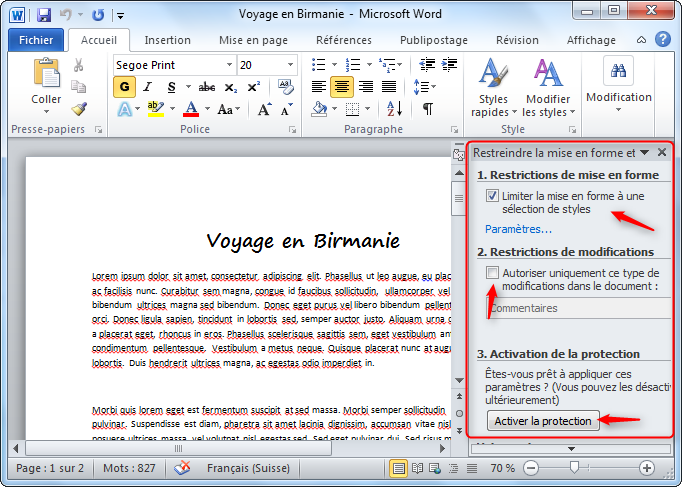 Voyage en Birmanie - Microsoft Word
Fichier Accueil Insertion Mise en page Références Publipostage Révision Affichage
Segoe Print 20
Coller
G I S abc x₂ x² Aa
A ab A Aa A A
Styles rapides Modifier les styles Modification
Presse-papiers Police Paragraphe Style
Voyage en Birmanie
Lorem ipsum dolor sit amet, consectetur, adipiscing elit. Phasellus ut leo augue, eu plac
ac facilisis nunc. Curabitur sem magna, congue id faucibus sollicitudin, ullamcorper vel
bibendum ultrices magna sed bibendum. Donec eget purus vel libero bibendum pellent
orci. Donec ligula sapien, tincidunt in lobortis sed, semper auctor justo. Aliquam urna c
a placerat eget, rhoncus in eros. Phasellus scelerisque sagittis sem, eget vestibulum ant
condimentum pellentesque. Vestibulum a metus neque. Quisque placerat nunc at augu
lobortis. Duis hendrerit ultrices magna, ac egestas odio imperdiet in.
Morbi quis lorem eget est fermentum suscipit at sed massa. Morbi semper sollicitudin
pulvinar. Suspendisse est diam, pharetra sit amet lacinia dignissim, accumsan vitae nisl
posuere ultrices massa, vel volutpat nisl egestas sed. Sed eget pulvinar dui. Sed risus m
Restreindre la mise en forme et
1. Restrictions de mise en forme
Limiter la mise en forme à une
sélection de styles
Paramètres...
2. Restrictions de modifications
Autoriser uniquement ce type de
modifications dans le document :
Commentaires
3. Activation de la protection
Êtes-vous prêt à appliquer ces
paramètres ? (Vous pouvez les désactiv
ultérieurement)
Activer la protection
Page : 1 sur 2 Mots : 827 Français (Suisse) 70 %